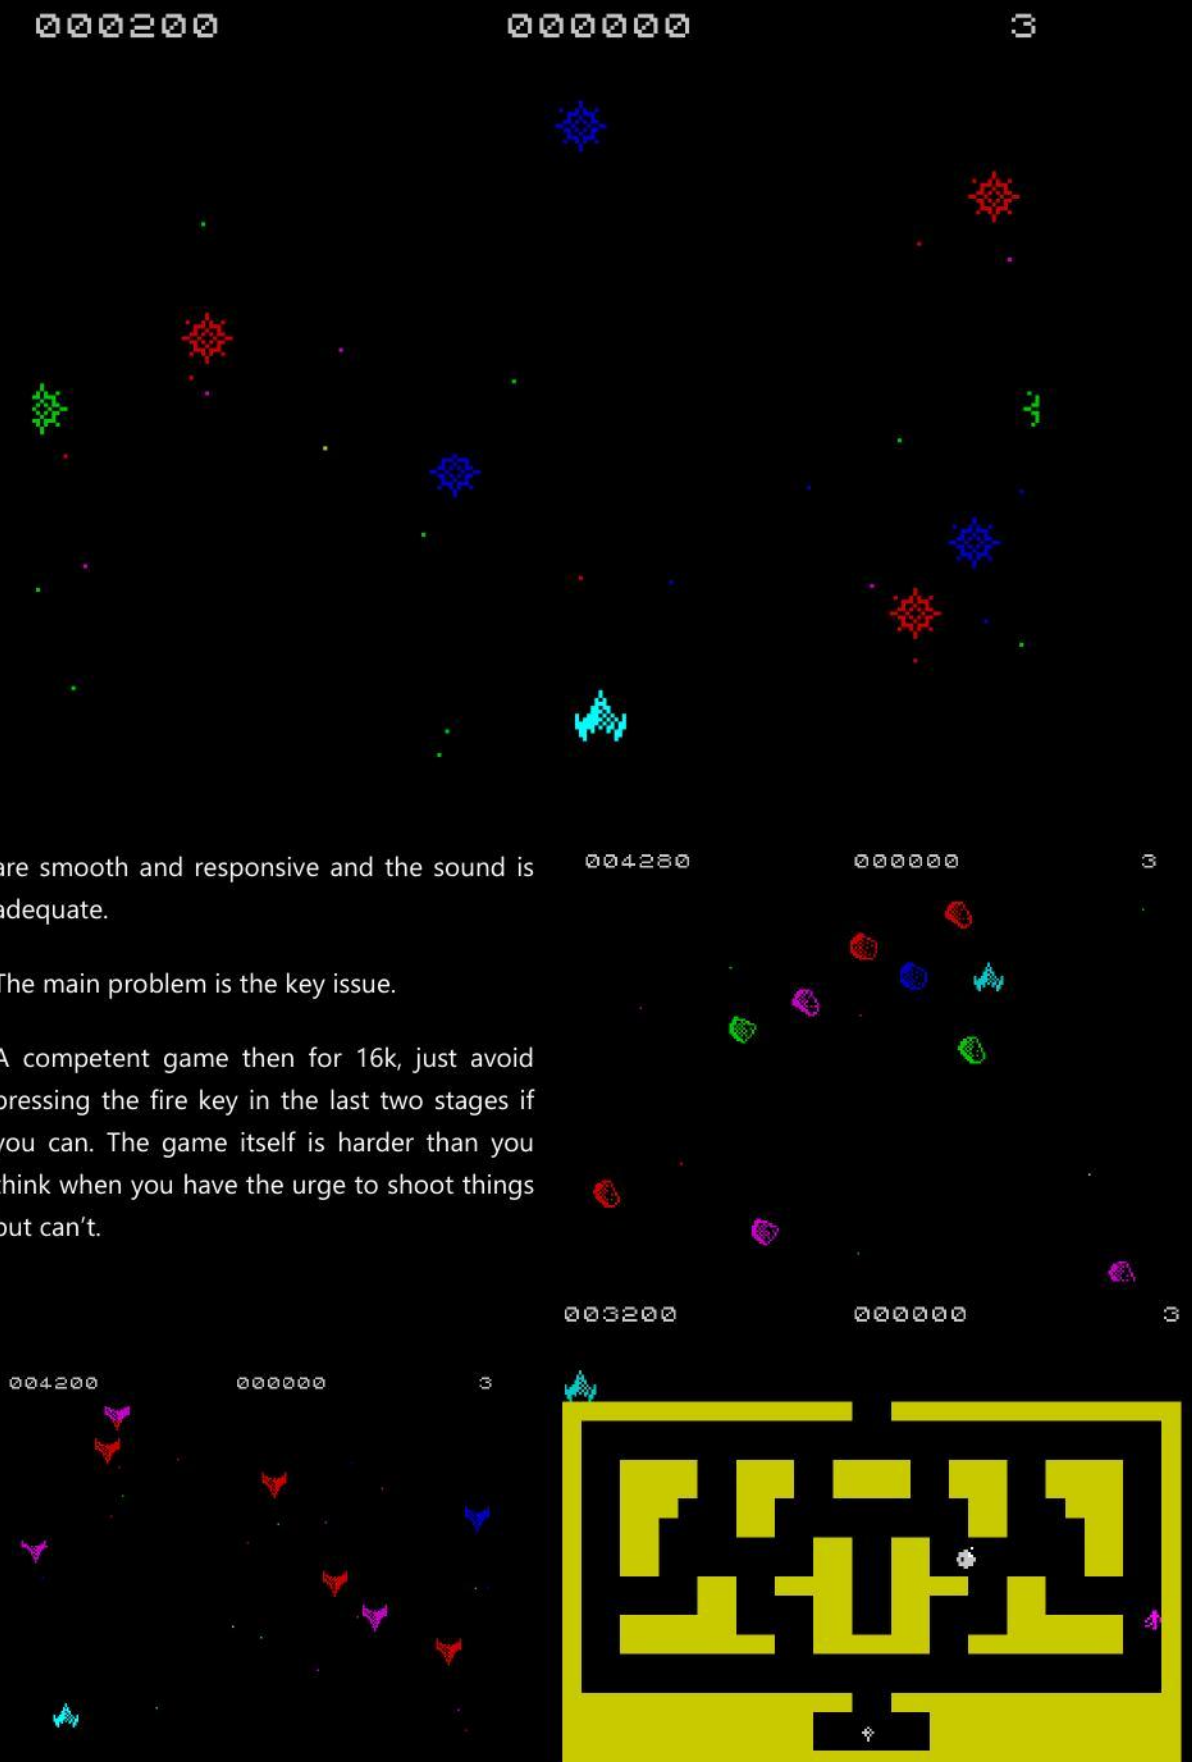 000200 000000 3
are smooth and responsive and the sound is
adequate.
The main problem is the key issue.
A competent game then for 16k, just avoid
pressing the fire key in the last two stages if
you can. The game itself is harder than you
think when you have the urge to shoot things
but can't.
004280 000000 3
003200 000000 3
004200 000000 3